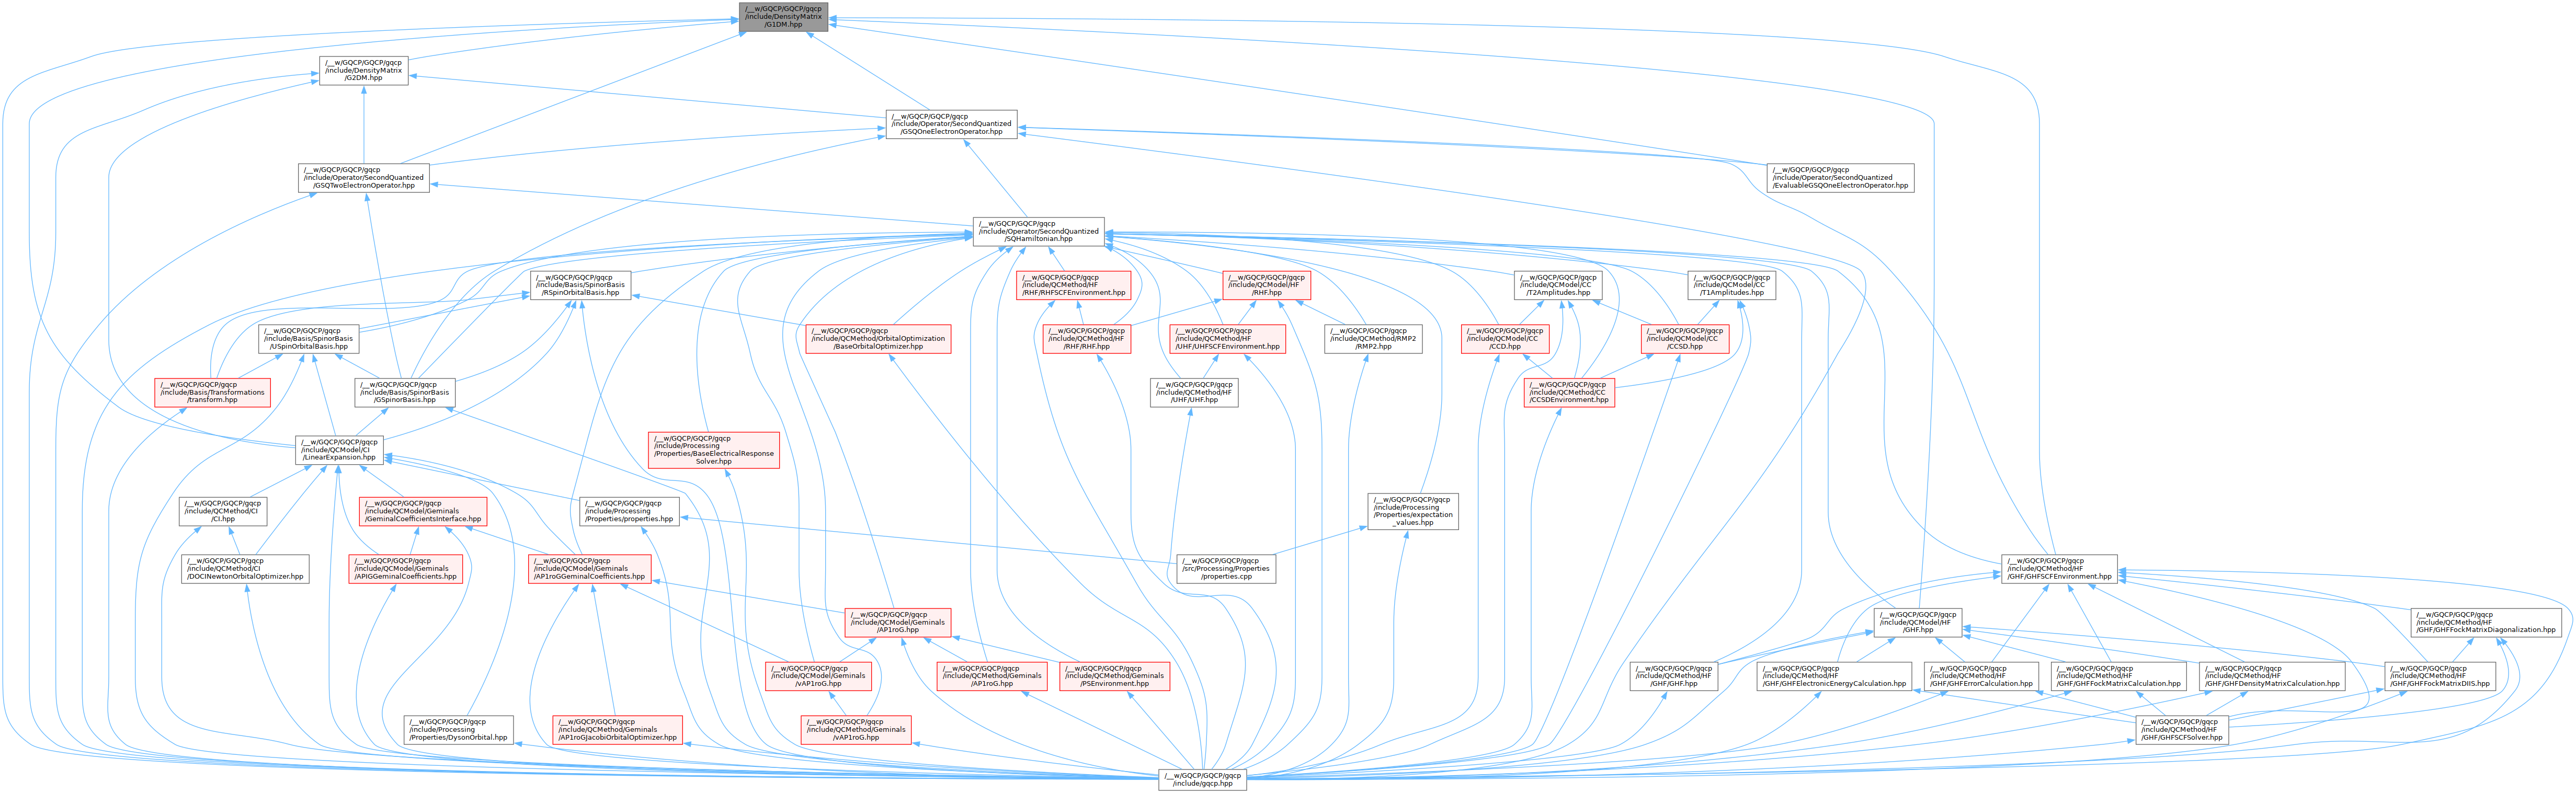 /__w/GQCP/GQCP/gqcp
/include/DensityMatrix
/G1DM.hpp
/__w/GQCP/GQCP/gqcp
/include/DensityMatrix
/G2DM.hpp
/__w/GQCP/GQCP/gqcp
/include/Operator/SecondQuantized
/GSQOneElectronOperator.hpp
/__w/GQCP/GQCP/gqcp
/include/Operator/SecondQuantized
/GSQTwoElectronOperator.hpp
/__w/GQCP/GQCP/gqcp
/include/Operator/SecondQuantized
/EvaluableGSQOneElectronOperator.hpp
/__w/GQCP/GQCP/gqcp
/include/Operator/SecondQuantized
/SQHamiltonian.hpp
/__w/GQCP/GQCP/gqcp
/include/Basis/SpinorBasis
/RSpinOrbitalBasis.hpp
/__w/GQCP/GQCP/gqcp
/include/QCMethod/HF
/RHF/RHFSCFEnvironment.hpp
/__w/GQCP/GQCP/gqcp
/include/QCModel/HF
/RHF.hpp
/__w/GQCP/GQCP/gqcp
/include/QCModel/CC
/T2Amplitudes.hpp
/__w/GQCP/GQCP/gqcp
/include/QCModel/CC
/T1Amplitudes.hpp
/__w/GQCP/GQCP/gqcp
/include/Basis/SpinorBasis
/USpinOrbitalBasis.hpp
/__w/GQCP/GQCP/gqcp
/include/QCMethod/OrbitalOptimization
/BaseOrbitalOptimizer.hpp
/__w/GQCP/GQCP/gqcp
/include/QCMethod/HF
/RHF/RHF.hpp
/__w/GQCP/GQCP/gqcp
/include/QCMethod/HF
/UHF/UHFSCFEnvironment.hpp
/__w/GQCP/GQCP/gqcp
/include/QCMethod/RMP2
/RMP2.hpp
/__w/GQCP/GQCP/gqcp
/include/QCModel/CC
/CCD.hpp
/__w/GQCP/GQCP/gqcp
/include/QCModel/CC
/CCSD.hpp
/__w/GQCP/GQCP/gqcp
/include/Basis/Transformations
/transform.hpp
/__w/GQCP/GQCP/gqcp
/include/Basis/SpinorBasis
/GSpinorBasis.hpp
/__w/GQCP/GQCP/gqcp
/include/QCMethod/HF
/UHF/UHF.hpp
/__w/GQCP/GQCP/gqcp
/include/QCMethod/CC
/CCSDEnvironment.hpp
/__w/GQCP/GQCP/gqcp
/include/QCModel/CI
/LinearExpansion.hpp
/__w/GQCP/GQCP/gqcp
/include/Processing
/Properties/BaseElectricalResponse
Solver.hpp
/__w/GQCP/GQCP/gqcp
/include/QCMethod/CI
/CI.hpp
/__w/GQCP/GQCP/gqcp
/include/QCModel/Geminals
/GeminalCoefficientsInterface.hpp
/__w/GQCP/GQCP/gqcp
/include/Processing
/Properties/properties.hpp
/__w/GQCP/GQCP/gqcp
/include/Processing
/Properties/expectation
_values.hpp
/__w/GQCP/GQCP/gqcp
/include/QCMethod/CI
/DOCINewtonOrbitalOptimizer.hpp
/__w/GQCP/GQCP/gqcp
/include/QCModel/Geminals
/APIGGeminalCoefficients.hpp
/__w/GQCP/GQCP/gqcp
/include/QCModel/Geminals
/AP1roGGeminalCoefficients.hpp
/__w/GQCP/GQCP/gqcp
/src/Processing/Properties
/properties.cpp
/__w/GQCP/GQCP/gqcp
/include/QCMethod/HF
/GHF/GHFSCFEnvironment.hpp
/__w/GQCP/GQCP/gqcp
/include/QCModel/Geminals
/AP1roG.hpp
/__w/GQCP/GQCP/gqcp
/include/QCModel/HF
/GHF.hpp
/__w/GQCP/GQCP/gqcp
/include/QCMethod/HF
/GHF/GHFFockMatrixDiagonalization.hpp
/__w/GQCP/GQCP/gqcp
/include/QCModel/Geminals
/vAP1roG.hpp
/__w/GQCP/GQCP/gqcp
/include/QCMethod/Geminals
/AP1roG.hpp
/__w/GQCP/GQCP/gqcp
/include/QCMethod/Geminals
/PSEnvironment.hpp
/__w/GQCP/GQCP/gqcp
/include/QCMethod/HF
/GHF/GHF.hpp
/__w/GQCP/GQCP/gqcp
/include/QCMethod/HF
/GHF/GHFElectronicEnergyCalculation.hpp
/__w/GQCP/GQCP/gqcp
/include/QCMethod/HF
/GHF/GHFErrorCalculation.hpp
/__w/GQCP/GQCP/gqcp
/include/QCMethod/HF
/GHF/GHFFockMatrixCalculation.hpp
/__w/GQCP/GQCP/gqcp
/include/QCMethod/HF
/GHF/GHFDensityMatrixCalculation.hpp
/__w/GQCP/GQCP/gqcp
/include/QCMethod/HF
/GHF/GHFFockMatrixDIIS.hpp
/__w/GQCP/GQCP/gqcp
/include/Processing
/Properties/DysonOrbital.hpp
/__w/GQCP/GQCP/gqcp
/include/QCMethod/Geminals
/AP1roGJacobiOrbitalOptimizer.hpp
/__w/GQCP/GQCP/gqcp
/include/QCMethod/Geminals
/vAP1roG.hpp
/__w/GQCP/GQCP/gqcp
/include/QCMethod/HF
/GHF/GHFSCFSolver.hpp
/__w/GQCP/GQCP/gqcp
/include/gqcp.hpp